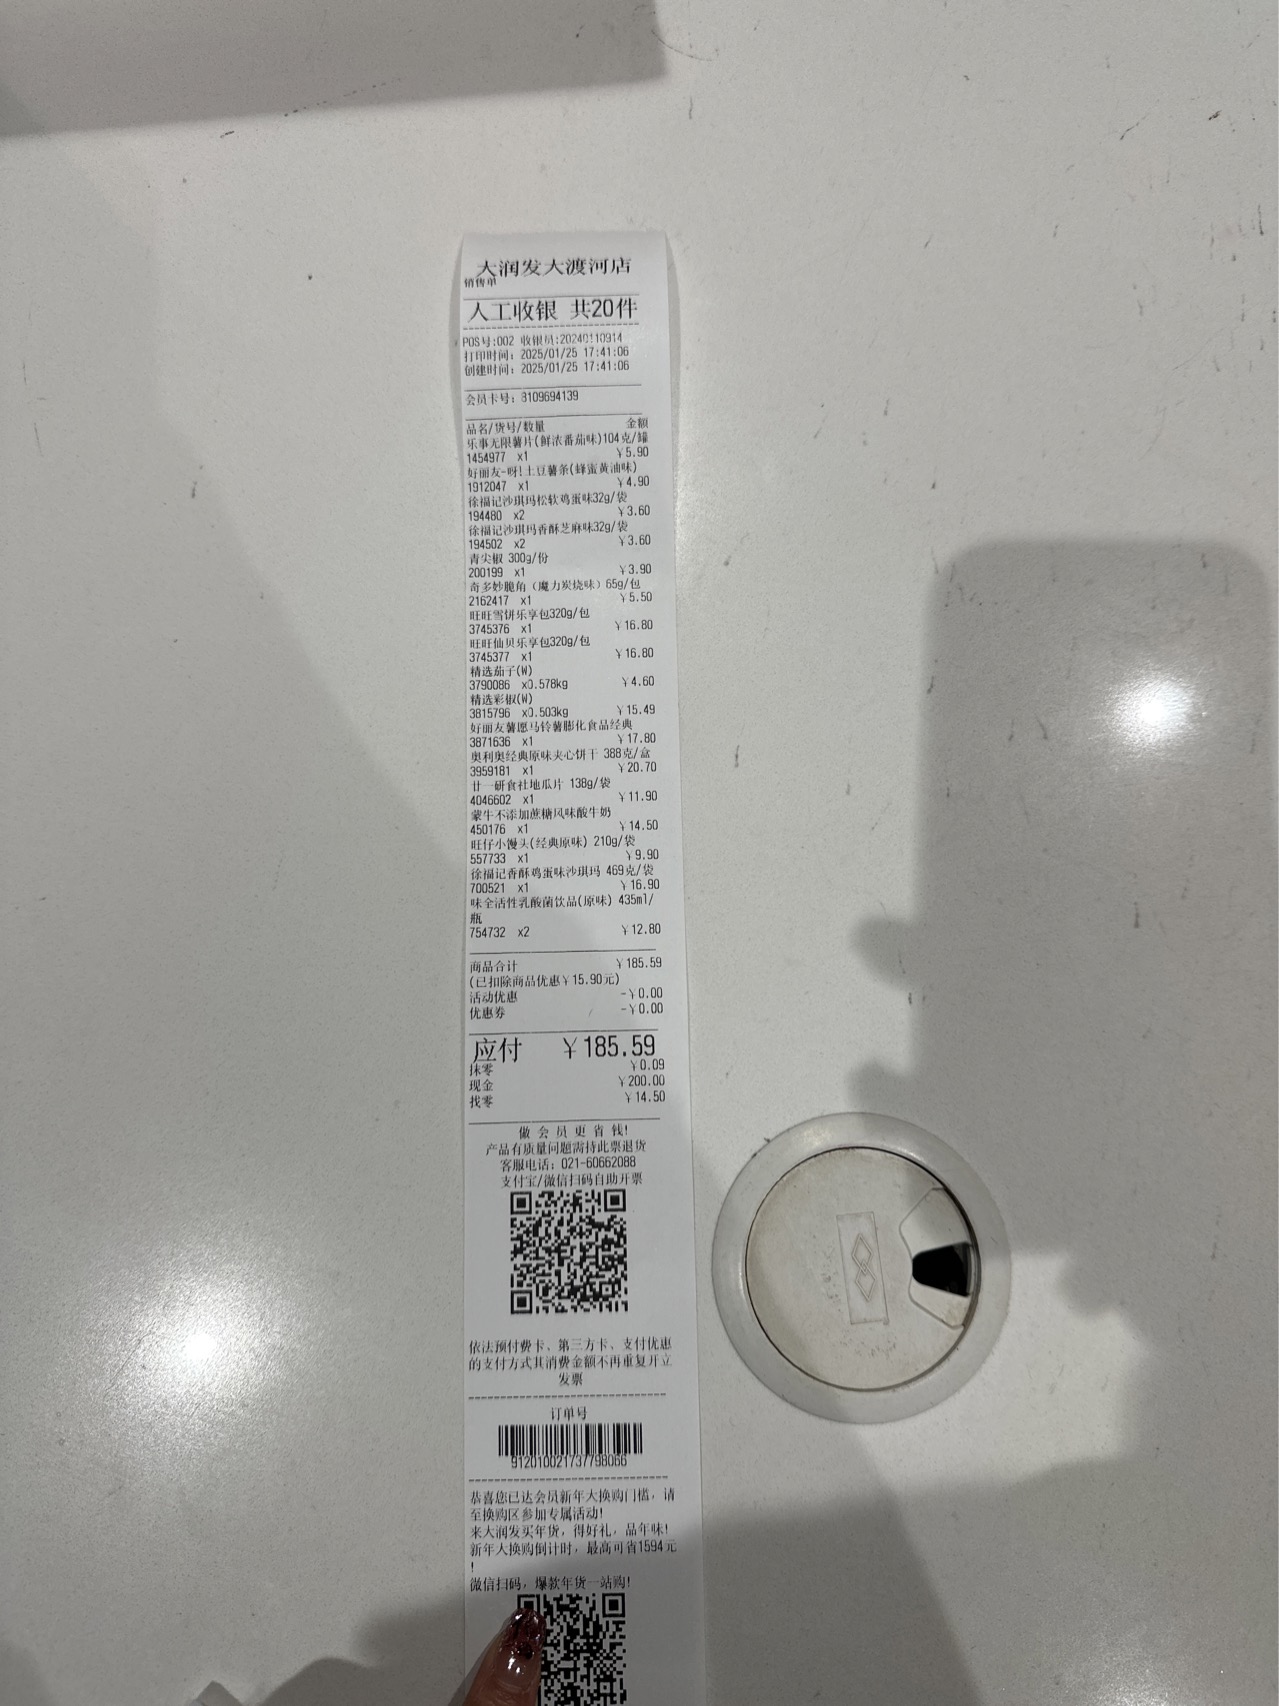 大润发大渡河店
销售单
人工收银 共20件
POS号:002 收银员:20240110914
打印时间: 2025/01/25 17:41:06
创建时间: 2025/01/25 17:41:06
会员卡号: 8109694139
品名/货号/数量 金额
乐事无限薯片(鲜浓番茄味)104克/罐
1454977 x1 ¥5.90
好丽友-呀!土豆薯条(蜂蜜黄油味)
1912047 x1 ¥4.90
徐福记沙琪玛松软鸡蛋味32g/袋
194480 x2 ¥3.60
徐福记沙琪玛香酥芝麻味32g/袋
194502 x2 ¥3.60
青尖椒 300g/份
200199 x1 ¥3.90
奇多妙脆角（魔力炭烧味）65g/包
2162417 x1 ¥5.50
旺旺雪饼乐享包320g/包
3745376 x1 ¥16.80
旺旺仙贝乐享包320g/包
3745377 x1 ¥16.80
精选茄子(W)
3790086 x0.578kg ¥4.60
精选彩椒(W)
3815796 x0.503kg ¥15.49
好丽友薯愿马铃薯膨化食品经典
3871636 x1 ¥17.80
奥利奥经典原味夹心饼干 388克/盒
3959181 x1 ¥20.70
廿一研食社地瓜片 138g/袋
4046602 x1 ¥11.90
蒙牛不添加蔗糖风味酸牛奶
450176 x1 ¥14.50
旺仔小馒头(经典原味) 210g/袋
557733 x1 ¥9.90
徐福记香酥鸡蛋味沙琪玛 469克/袋
700521 x1 ¥16.90
味全活性乳酸菌饮品(原味) 435ml/
瓶
754732 x2 ¥12.80
商品合计 ¥185.59
(已扣除商品优惠¥15.90元)
活动优惠 -¥0.00
优惠券 -¥0.00
应付 ¥185.59
抹零 ¥0.09
现金 ¥200.00
找零 ¥14.50
做 会 员 更 省 钱!
产品有质量问题需持此票退货
客服电话: 021-60662088
支付宝/微信扫码自助开票
依法预付费卡、第三方卡、支付优惠
的支付方式其消费金额不再重复开立
发票
订单号
912010021737798066
恭喜您已达会员新年大换购门槛, 请
至换购区参加专属活动!
来大润发买年货, 得好礼, 品年味!
新年大换购倒计时, 最高可省1594元
!
微信扫码, 爆款年货一站购!